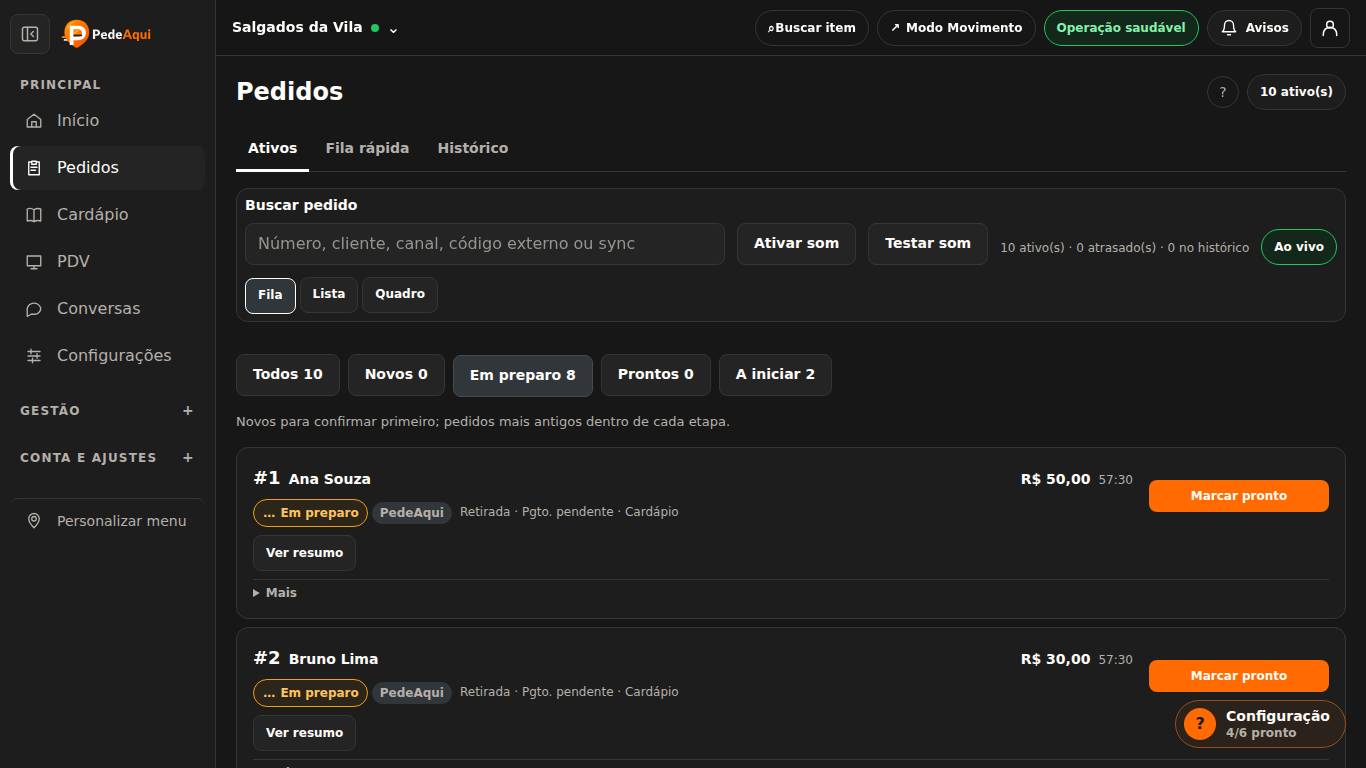 PedeAqui
PRINCIPAL
Início
Pedidos
Cardápio
PDV
Conversas
Configurações
GESTÃO +
CONTA E AJUSTES +
Personalizar menu
Salgados da Vila
Buscar item
Modo Movimento
Operação saudável
Avisos
Pedidos
?
10 ativo(s)
Ativos
Fila rápida
Histórico
Buscar pedido
Número, cliente, canal, código externo ou sync
Ativar som
Testar som
10 ativo(s) · 0 atrasado(s) · 0 no histórico
Ao vivo
Fila
Lista
Quadro
Todos 10
Novos 0
Em preparo 8
Prontos 0
A iniciar 2
Novos para confirmar primeiro; pedidos mais antigos dentro de cada etapa.
#1 Ana Souza
R$ 50,00 57:30
Marcar pronto
... Em preparo
PedeAqui
Retirada · Pgto. pendente · Cardápio
Ver resumo
Mais
#2 Bruno Lima
R$ 30,00 57:30
Marcar pronto
... Em preparo
PedeAqui
Retirada · Pgto. pendente · Cardápio
Ver resumo
?
Configuração
4/6 pronto